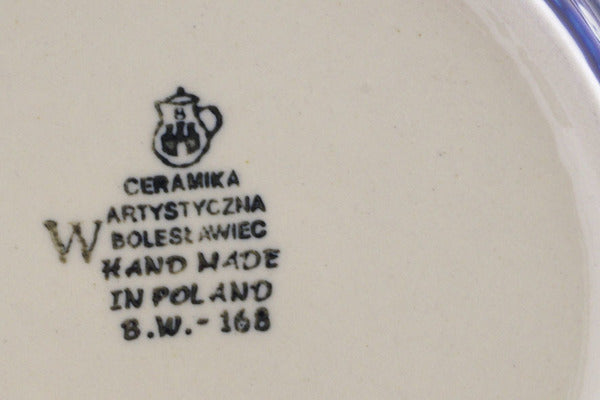 B
CERAMIKA
ARTYSTYCZNA
W BOLESŁAWIEC
HAND MADE
IN POLAND
B.W.-168